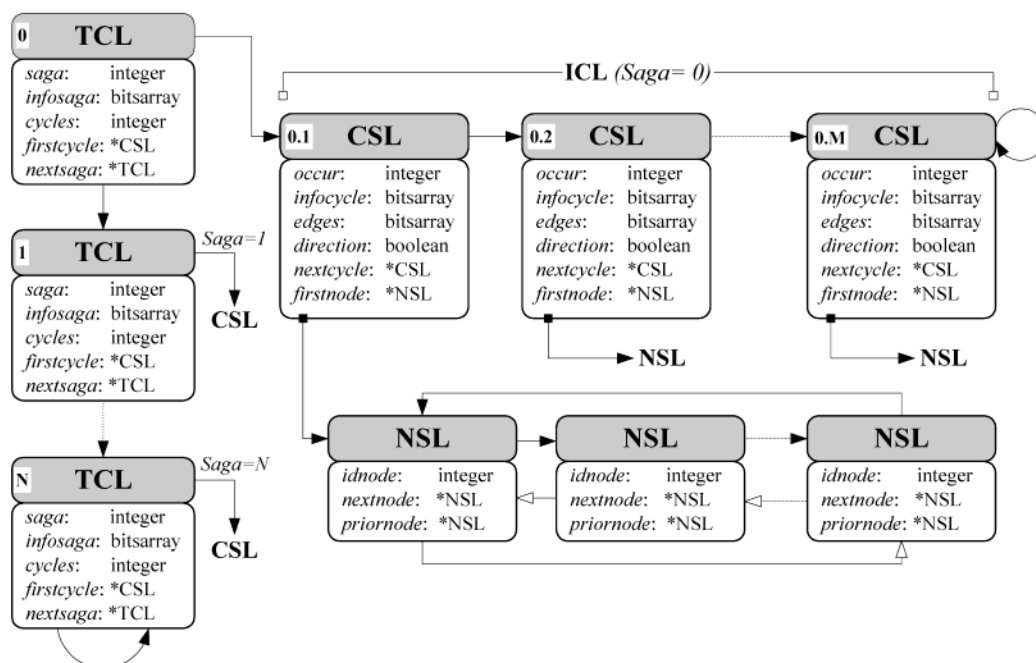 0 TCL
saga: integer
infosaga: bitsarray
cycles: integer
firstcycle: *CSL
nextsaga: *TCL
1 TCL
saga: integer
infosaga: bitsarray
cycles: integer
firstcycle: *CSL
nextsaga: *TCL
Saga=1
CSL
N TCL
saga: integer
infosaga: bitsarray
cycles: integer
firstcycle: *CSL
nextsaga: *TCL
Saga=N
CSL
ICL (Saga= 0)
0.1 CSL
occur: integer
infocycle: bitsarray
edges: bitsarray
direction: boolean
nextcycle: *CSL
firstnode: *NSL
0.2 CSL
occur: integer
infocycle: bitsarray
edges: bitsarray
direction: boolean
nextcycle: *CSL
firstnode: *NSL
NSL
0.M CSL
occur: integer
infocycle: bitsarray
edges: bitsarray
direction: boolean
nextcycle: *CSL
firstnode: *NSL
NSL
NSL
idnode: integer
nextnode: *NSL
priornode: *NSL
NSL
idnode: integer
nextnode: *NSL
priornode: *NSL
NSL
idnode: integer
nextnode: *NSL
priornode: *NSL